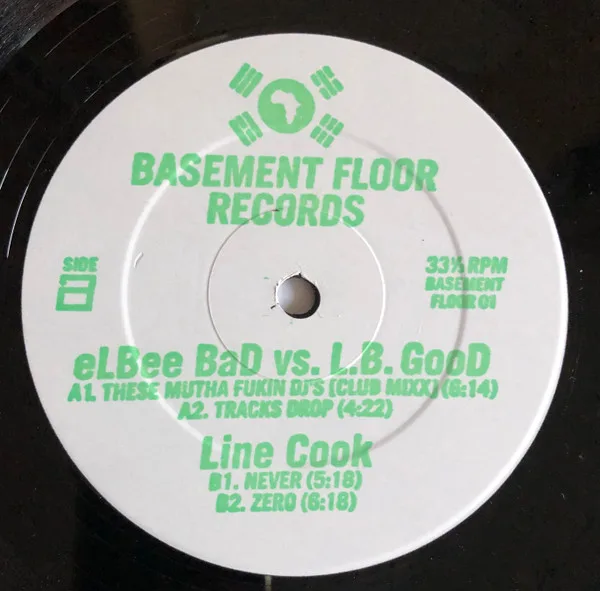 BASEMENT FLOOR
RECORDS
SIDE
33⅓ RPM
BASEMENT
FLOOR 01
eLBee BaD vs. L.B. GooD
A1. THESE MUTHA FUKIN DJ'S (CLUB MIXX) (6:14)
A2. TRACKS DROP (4:22)
Line Cook
B1. NEVER (5:18)
B2. ZERO (6:18)